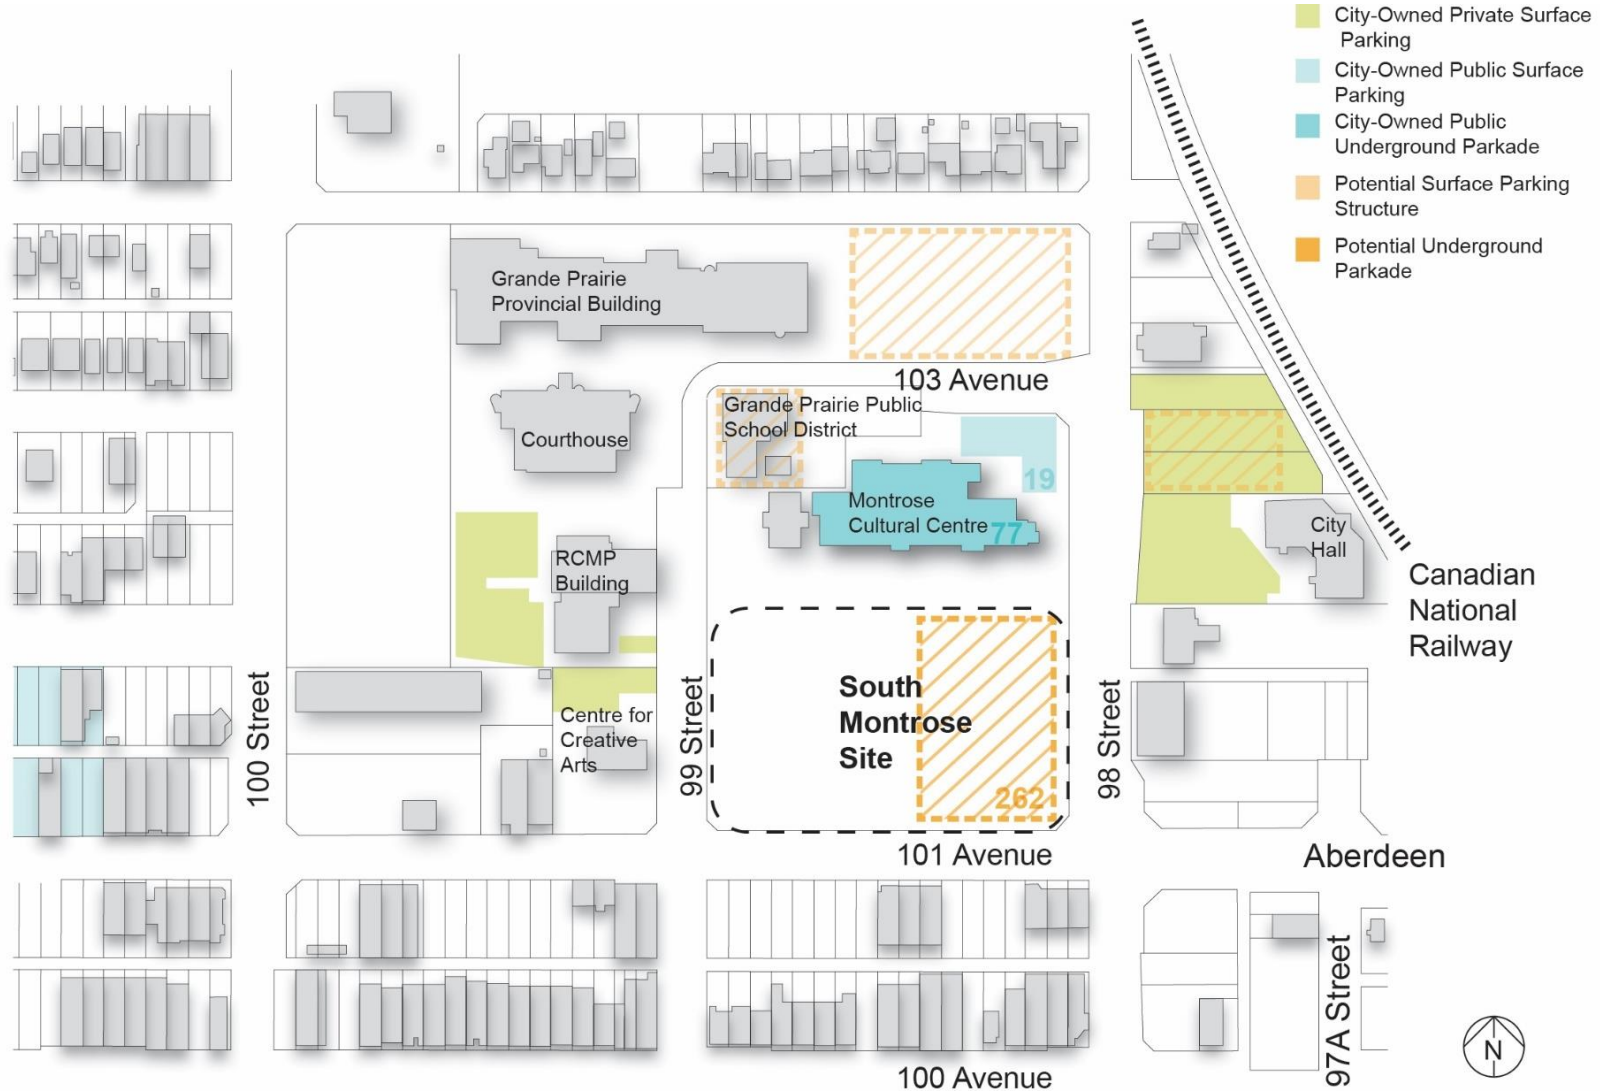 City-Owned Private Surface
Parking
City-Owned Public Surface
Parking
City-Owned Public
Underground Parkade
Potential Surface Parking
Structure
Potential Underground
Parkade
Grande Prairie
Provincial Building
103 Avenue
Grande Prairie Public
School District
Courthouse
19
Montrose
Cultural Centre
77
City
Hall
RCMP
Building
Canadian
National
Railway
South
Montrose
Site
262
100 Street
Centre for
Creative
Arts
99 Street
98 Street
101 Avenue
Aberdeen
97A Street
100 Avenue
N